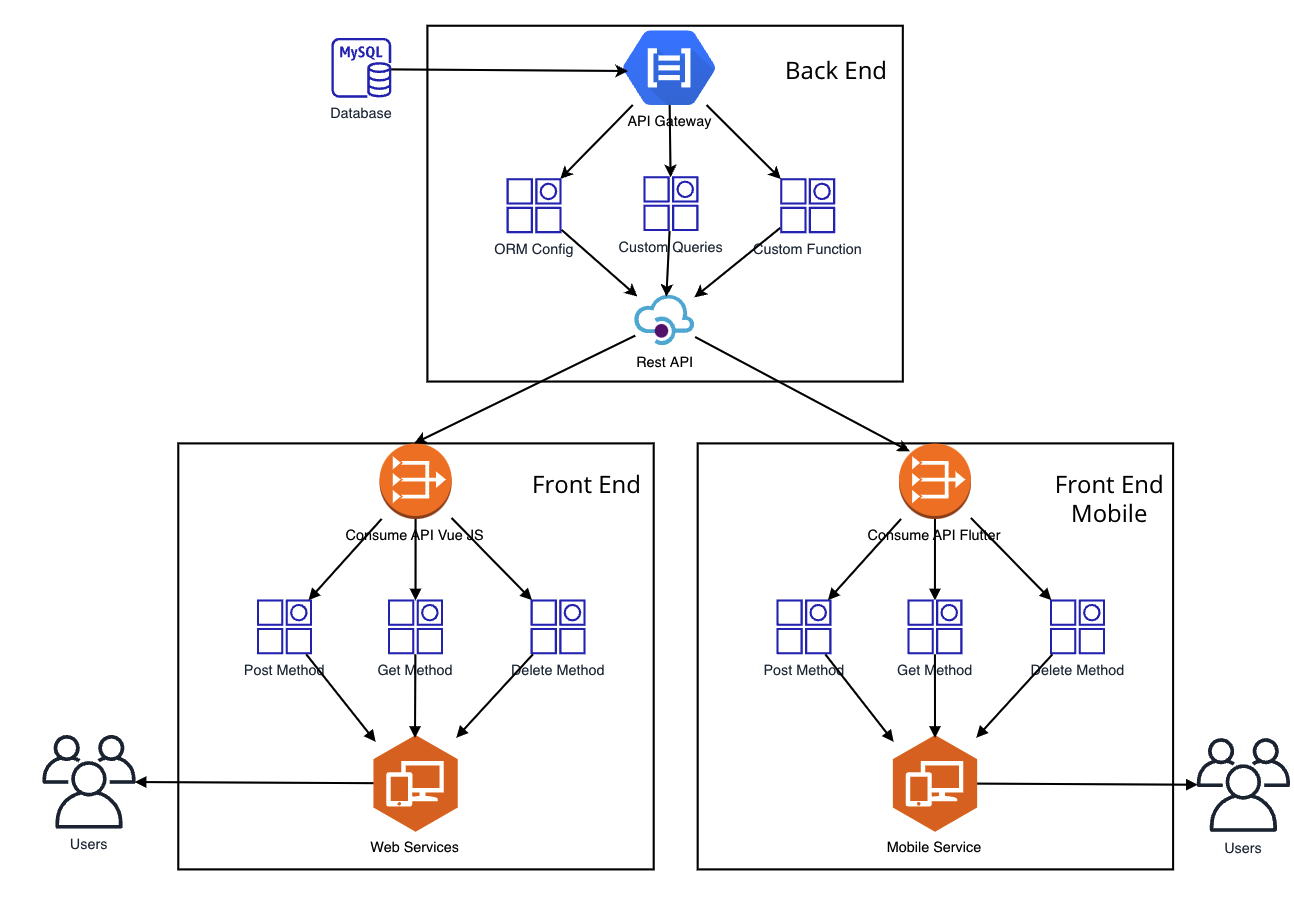 MySQL
Database
Back End
API Gateway
ORM Config
Custom Queries
Custom Function
Rest API
Front End
Consume API Vue JS
Post Method
Get Method
Delete Method
Web Services
Users
Front End
Mobile
Consume API Flutter
Post Method
Get Method
Delete Method
Mobile Service
Users